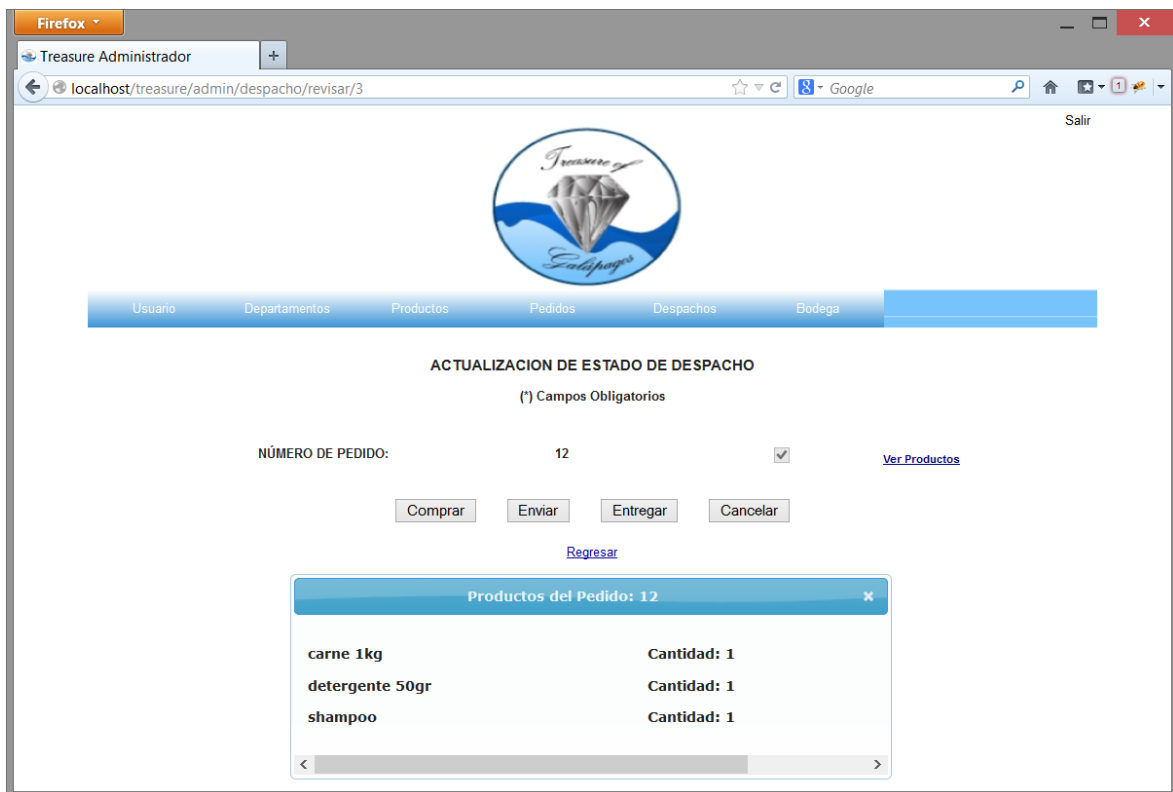 Firefox
Treasure Administrador +
localhost/treasure/admin/despacho/revisar/3 8 Google 1
Salir
Treasure of
Galápagos
Usuario Departamentos Productos Pedidos Despachos Bodega
ACTUALIZACION DE ESTADO DE DESPACHO
(*) Campos Obligatorios
NÚMERO DE PEDIDO: 12 Ver Productos
Comprar Enviar Entregar Cancelar
Regresar
Productos del Pedido: 12
carne 1kg Cantidad: 1
detergente 50gr Cantidad: 1
shampoo Cantidad: 1